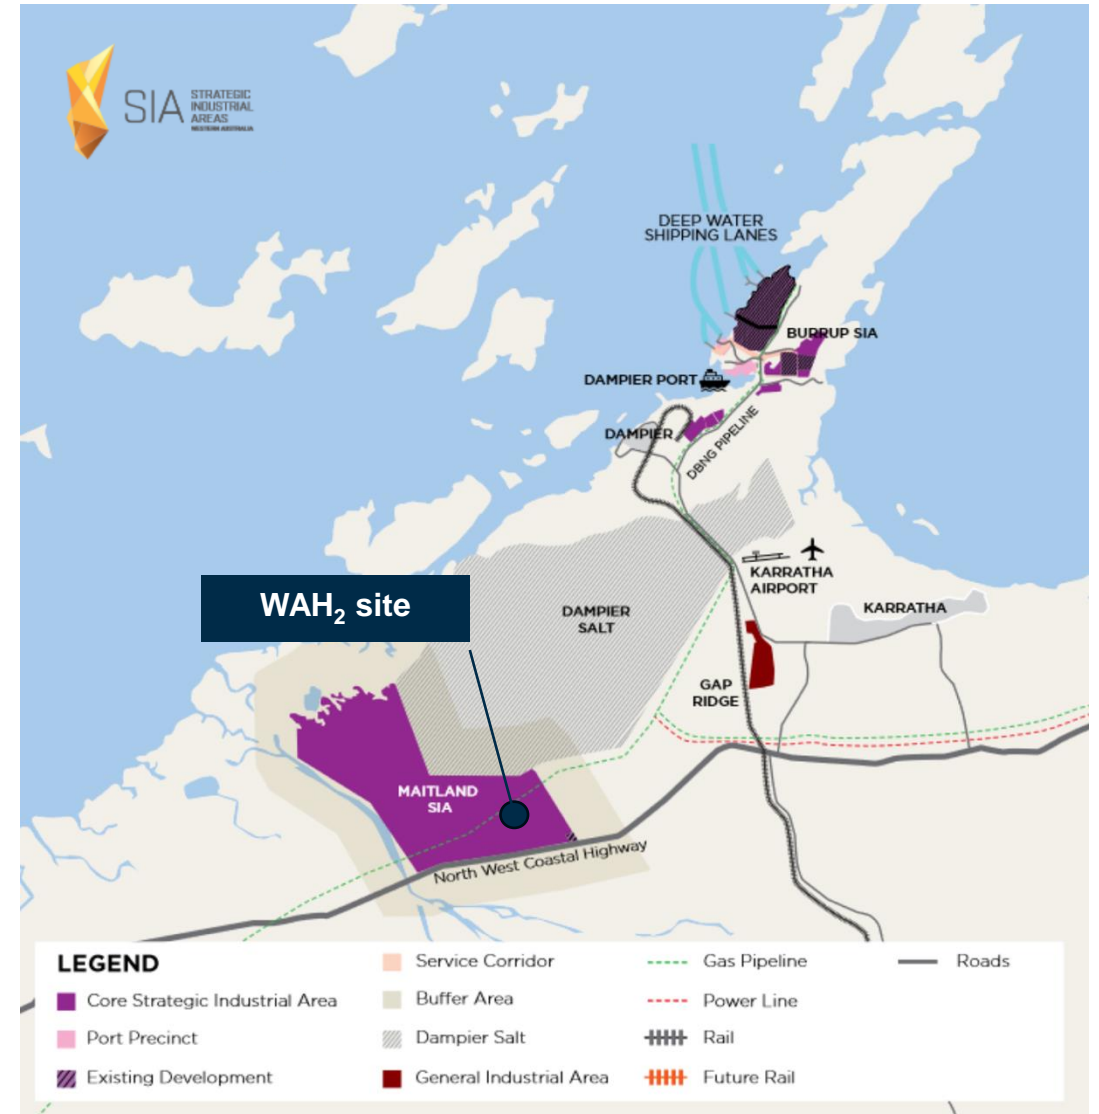 SIA
STRATEGIC
INDUSTRIAL
AREAS
WESTERN AUSTRALIA
DEEP WATER
SHIPPING LANES
BURRUP SIA
DAMPIER PORT
DAMPIER
DBNG PIPELINE
KARRATHA
AIRPORT
WAH₂ site
DAMPIER
SALT
KARRATHA
GAP
RIDGE
MAITLAND
SIA
North West Coastal Highway
LEGEND
Core Strategic Industrial Area
Port Precinct
Existing Development
Service Corridor
Buffer Area
Dampier Salt
General Industrial Area
Gas Pipeline
Power Line
Rail
Future Rail
Roads